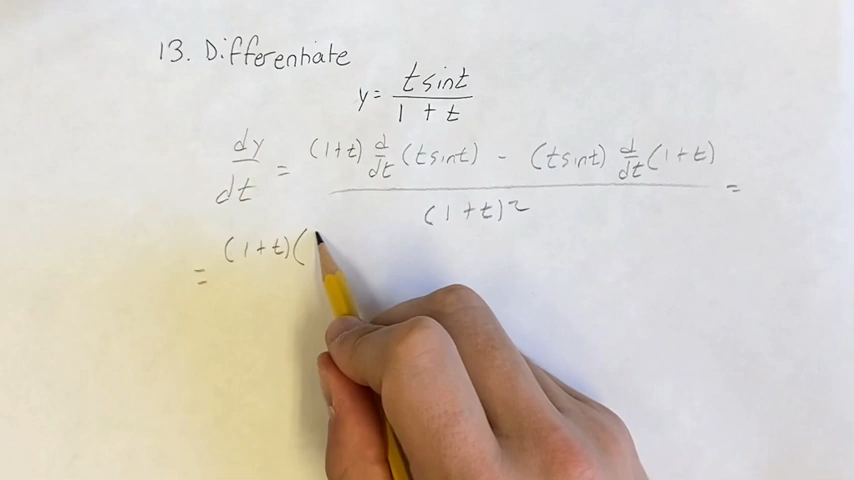 13. Differentiate
y = t sint / 1 + t
dy/dt = (1+t) d/dt (t sint) - (t sint) d/dt (1+t) / (1+t)² =
= (1+t)(